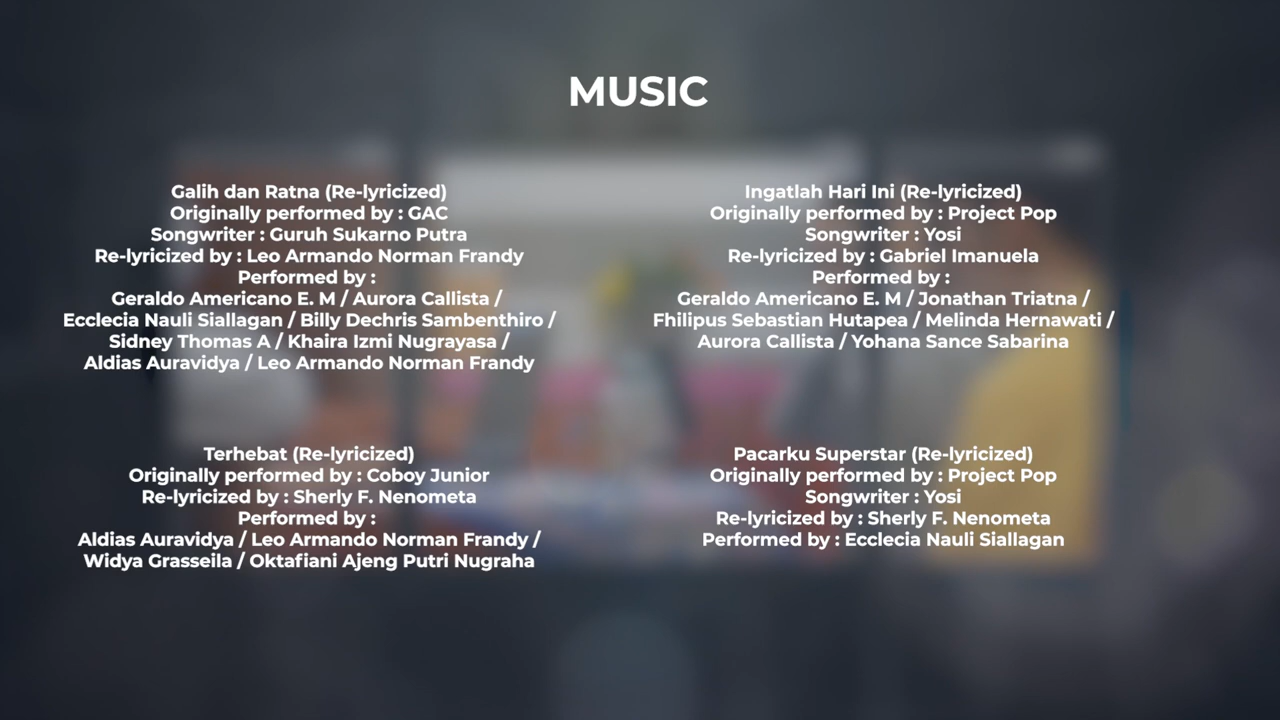 MUSIC
Galih dan Ratna (Re-lyricized)
Originally performed by : GAC
Songwriter : Guruh Sukarno Putra
Re-lyricized by : Leo Armando Norman Frandy
Performed by :
Geraldo Americano E. M / Aurora Callista /
Ecclecia Nauli Siallagan / Billy Dechris Sambenthiro /
Sidney Thomas A / Khaira Izmi Nugrayasa /
Aldias Auravidya / Leo Armando Norman Frandy
Ingatlah Hari Ini (Re-lyricized)
Originally performed by : Project Pop
Songwriter : Yosi
Re-lyricized by : Gabriel Imanuela
Performed by :
Geraldo Americano E. M / Jonathan Triatna /
Fhilipus Sebastian Hutapea / Melinda Hernawati /
Aurora Callista / Yohana Sance Sabarina
Terhebat (Re-lyricized)
Originally performed by : Coboy Junior
Re-lyricized by : Sherly F. Nenometa
Performed by :
Aldias Auravidya / Leo Armando Norman Frandy /
Widya Grasseila / Oktafiani Ajeng Putri Nugraha
Pacarku Superstar (Re-lyricized)
Originally performed by : Project Pop
Songwriter : Yosi
Re-lyricized by : Sherly F. Nenometa
Performed by : Ecclecia Nauli Siallagan